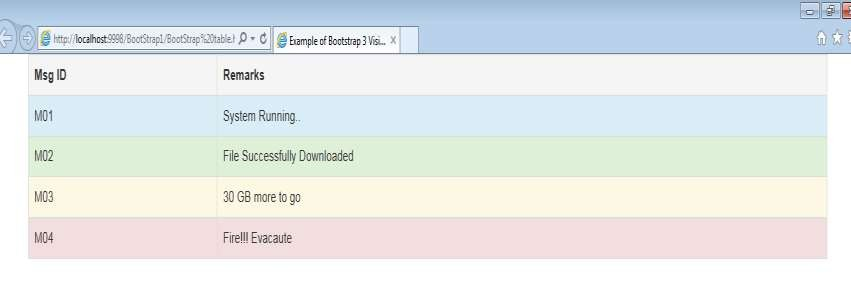 http://localhost:9998/BootStrap1/BootStrap%20table.h
Example of Bootstrap 3 Visi...
Msg ID Remarks
M01 System Running..
M02 File Successfully Downloaded
M03 30 GB more to go
M04 Fire!!! Evacaute